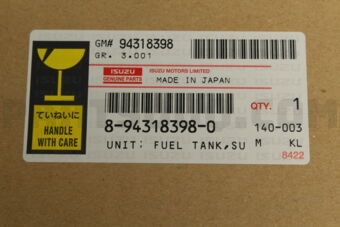 GM# 94318398
GR. 3.001
ISUZU
GENUINE PARTS
ISUZU MOTORS LIMITED
MADE IN JAPAN
ていねいに
HANDLE
WITH CARE
QTY. 1
8-94318398-0
140-003
UNIT: FUEL TANK,SU
M KL
8422